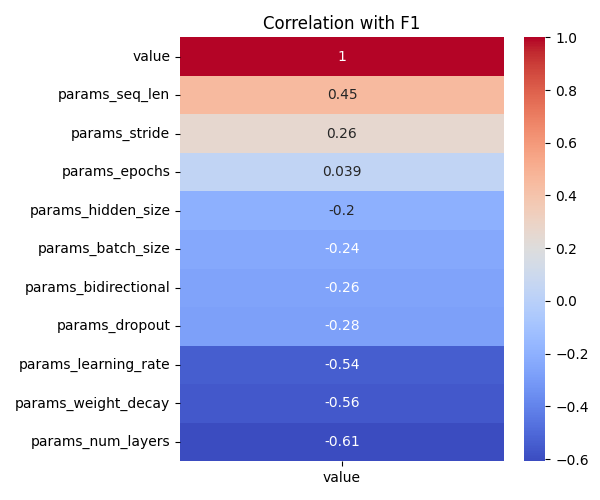 Correlation with F1
value 1
params_seq_len 0.45
params_stride 0.26
params_epochs 0.039
params_hidden_size -0.2
params_batch_size -0.24
params_bidirectional -0.26
params_dropout -0.28
params_learning_rate -0.54
params_weight_decay -0.56
params_num_layers -0.61
value
1.0
0.8
0.6
0.4
0.2
0.0
−0.2
−0.4
−0.6